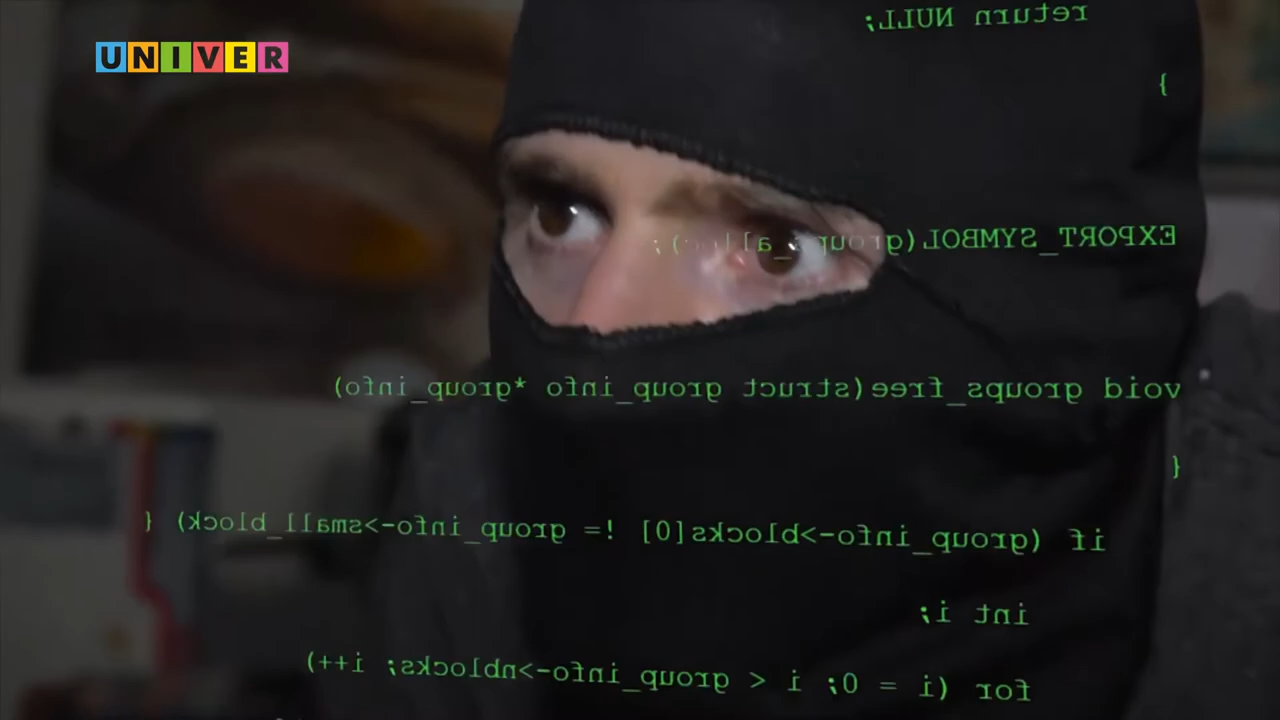 UNIVER
return NULL;
}
EXPORT_SYMBOL(groups_alloc);
void groups_free(struct group_info *group_info)
{
if (group_info->blocks[0] != group_info->small_block) {
int i;
for (i = 0; i < group_info->nblocks; i++)